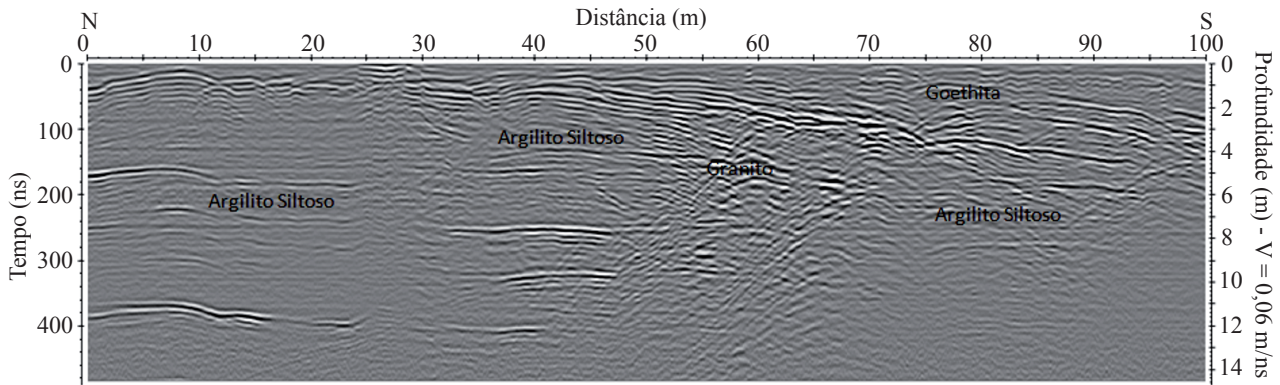 Distância (m)
N S
0 10 20 30 40 50 60 70 80 90 100
Tempo (ns)
0
100
200
300
400
Goethita
Argilito Siltoso
Granito
Argilito Siltoso
Argilito Siltoso
0
2
4
6
8
10
12
14
Profundidade (m) - V = 0,06 m/ns